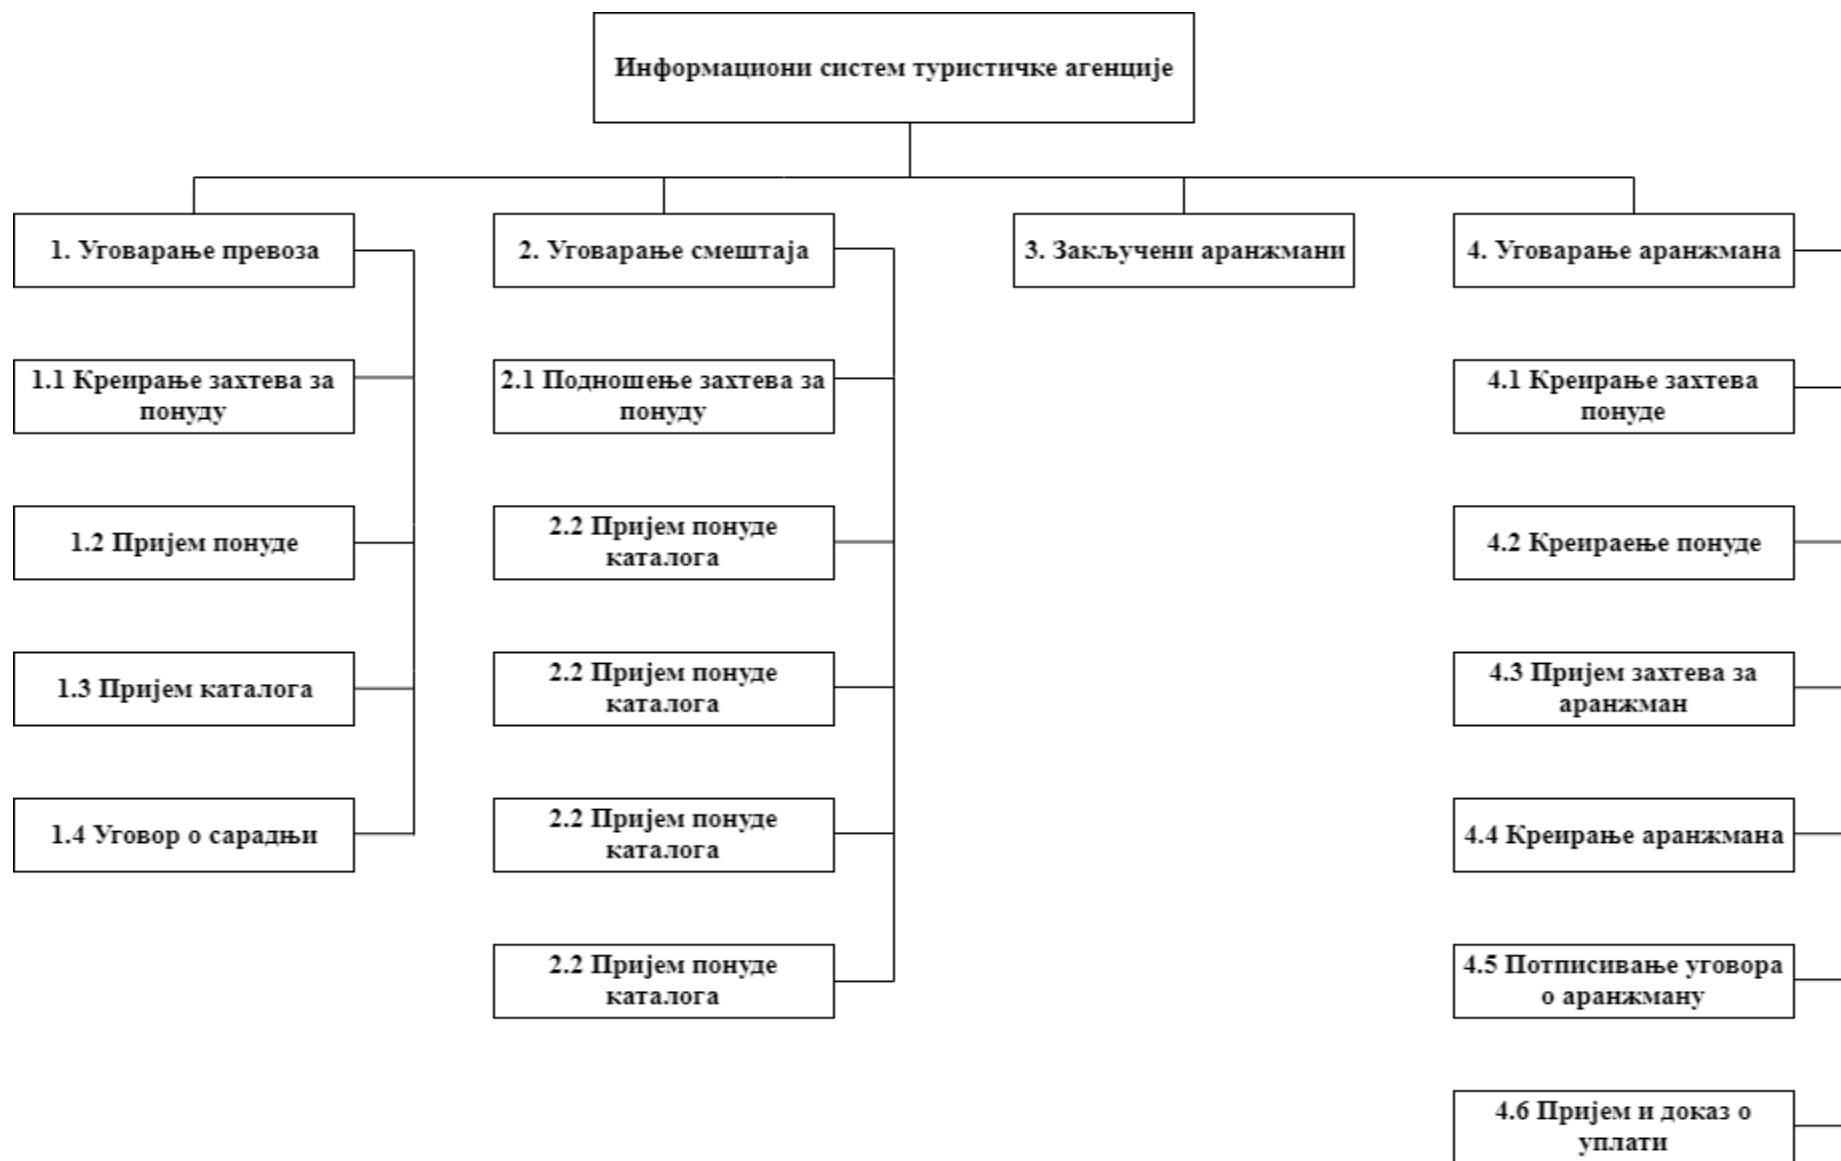 Информациони систем туристичке агенције
1. Уговарање превоза
2. Уговарање смештаја
3. Закључени аранжмани
4. Уговарање аранжмана
1.1 Креирање захтева за
понуду
2.1 Подношење захтева за
понуду
4.1 Креирање захтева
понуде
1.2 Пријем понуде
2.2 Пријем понуде
каталога
4.2 Креираење понуде
1.3 Пријем каталога
2.2 Пријем понуде
каталога
4.3 Пријем захтева за
аранжман
1.4 Уговор о сарадњи
2.2 Пријем понуде
каталога
4.4 Креирање аранжмана
2.2 Пријем понуде
каталога
4.5 Потписивање уговора
о аранжману
4.6 Пријем и доказ о
уплати